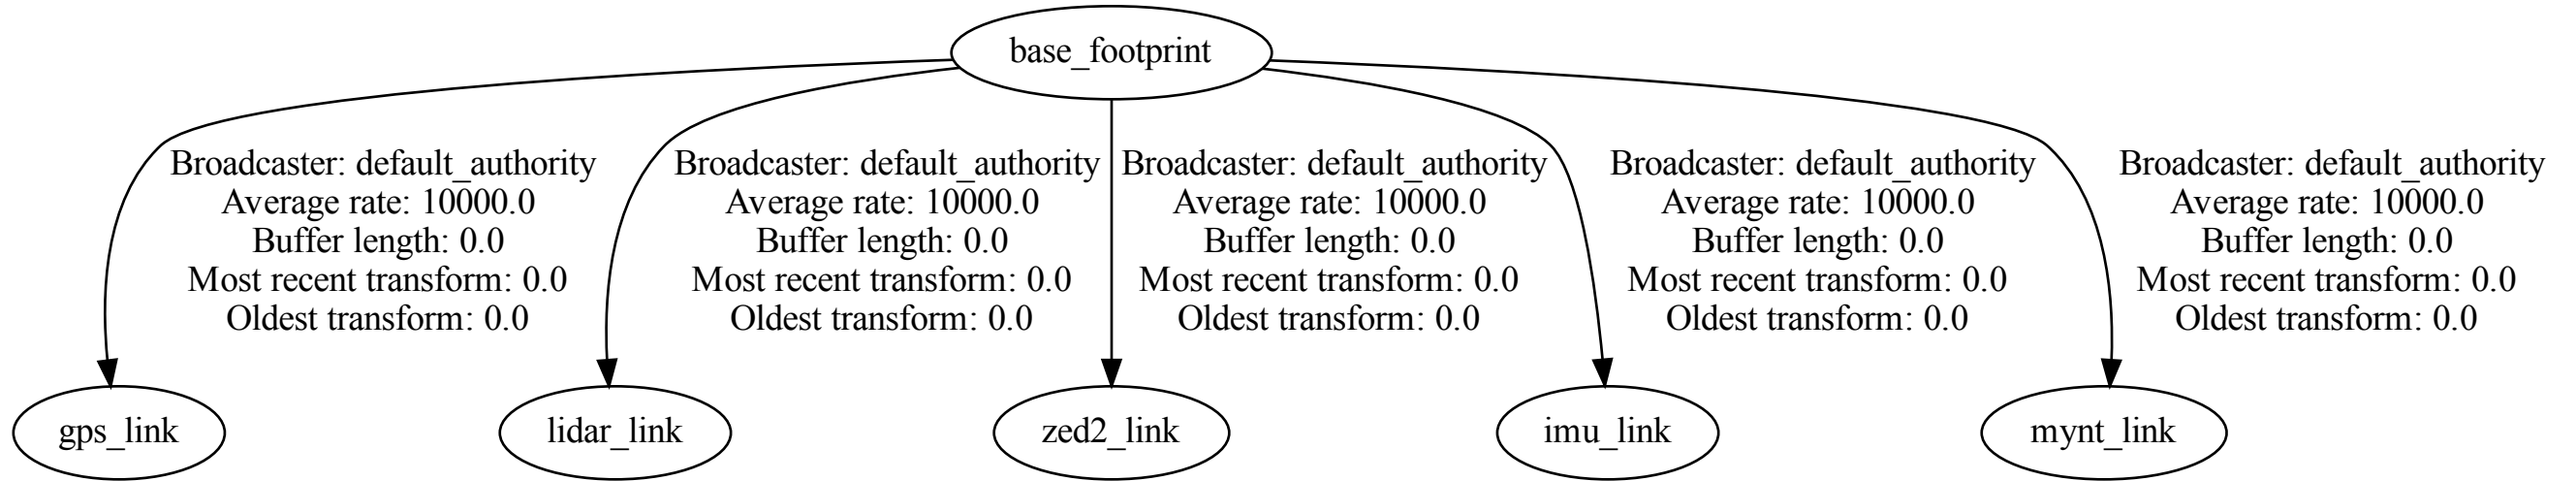 base_footprint
Broadcaster: default_authority
Average rate: 10000.0
Buffer length: 0.0
Most recent transform: 0.0
Oldest transform: 0.0
Broadcaster: default_authority
Average rate: 10000.0
Buffer length: 0.0
Most recent transform: 0.0
Oldest transform: 0.0
Broadcaster: default_authority
Average rate: 10000.0
Buffer length: 0.0
Most recent transform: 0.0
Oldest transform: 0.0
Broadcaster: default_authority
Average rate: 10000.0
Buffer length: 0.0
Most recent transform: 0.0
Oldest transform: 0.0
Broadcaster: default_authority
Average rate: 10000.0
Buffer length: 0.0
Most recent transform: 0.0
Oldest transform: 0.0
gps_link
lidar_link
zed2_link
imu_link
mynt_link